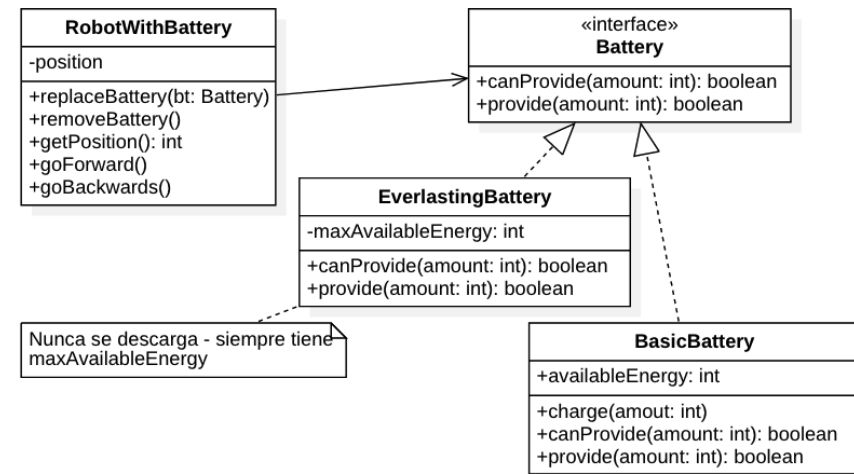 RobotWithBattery
-position
+replaceBattery(bt: Battery)
+removeBattery()
+getPosition(): int
+goForward()
+goBackwards()
«interface»
Battery
+canProvide(amount: int): boolean
+provide(amount: int): boolean
EverlastingBattery
-maxAvailableEnergy: int
+canProvide(amount: int): boolean
+provide(amount: int): boolean
Nunca se descarga - siempre tiene
maxAvailableEnergy
BasicBattery
+availableEnergy: int
+charge(amout: int)
+canProvide(amount: int): boolean
+provide(amount: int): boolean